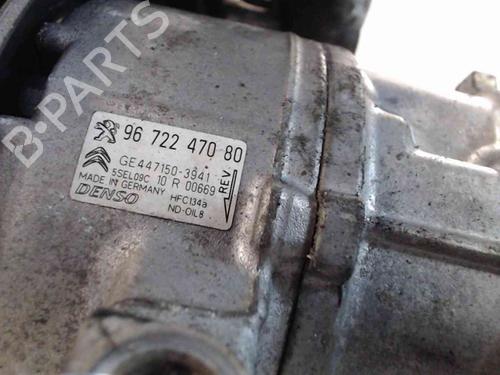 B-PARTS
96 722 470 80
GE447150-3941
5SEL09C 10 R 00669
MADE IN GERMANY HFC134a
DENSO ND-OIL8
REV